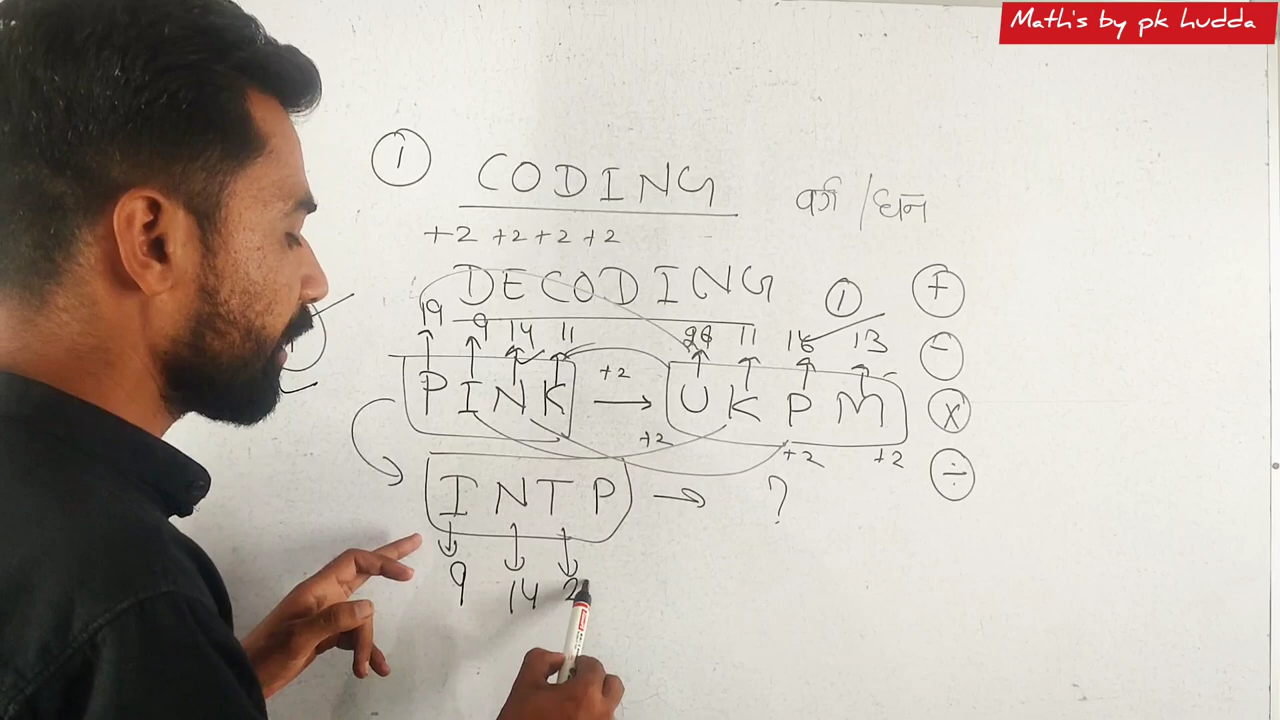 Math's by pk hudda
1 CODING वर्ग / घन
+2 +2 +2 +2
DECODING 1 +
19 9 14 11 11 16 13 -
PINK +2 → UKPM ×
+2 +2 +2 ÷
INTP → ?
9 14 2